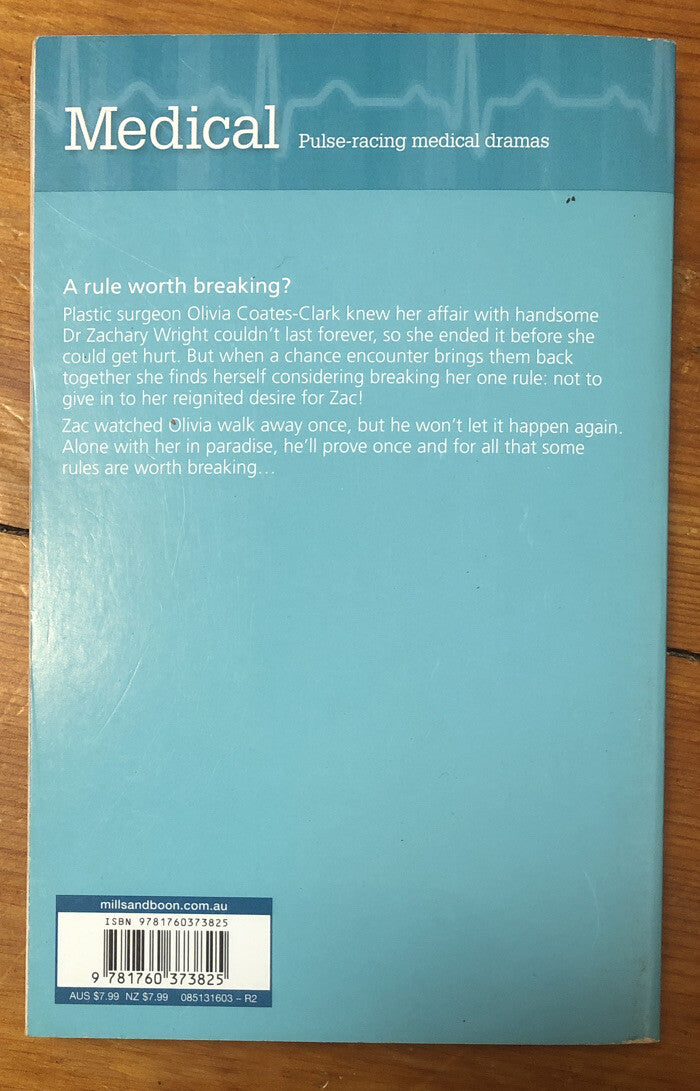 Medical Pulse-racing medical dramas
A rule worth breaking?
Plastic surgeon Olivia Coates-Clark knew her affair with handsome
Dr Zachary Wright couldn't last forever, so she ended it before she
could get hurt. But when a chance encounter brings them back
together she finds herself considering breaking her one rule: not to
give in to her reignited desire for Zac!
Zac watched Olivia walk away once, but he won't let it happen again.
Alone with her in paradise, he'll prove once and for all that some
rules are worth breaking…
millsandboon.com.au
ISBN 9781760373825
9 781760 373825
AUS $7.99 NZ $7.99 085131603 – R2